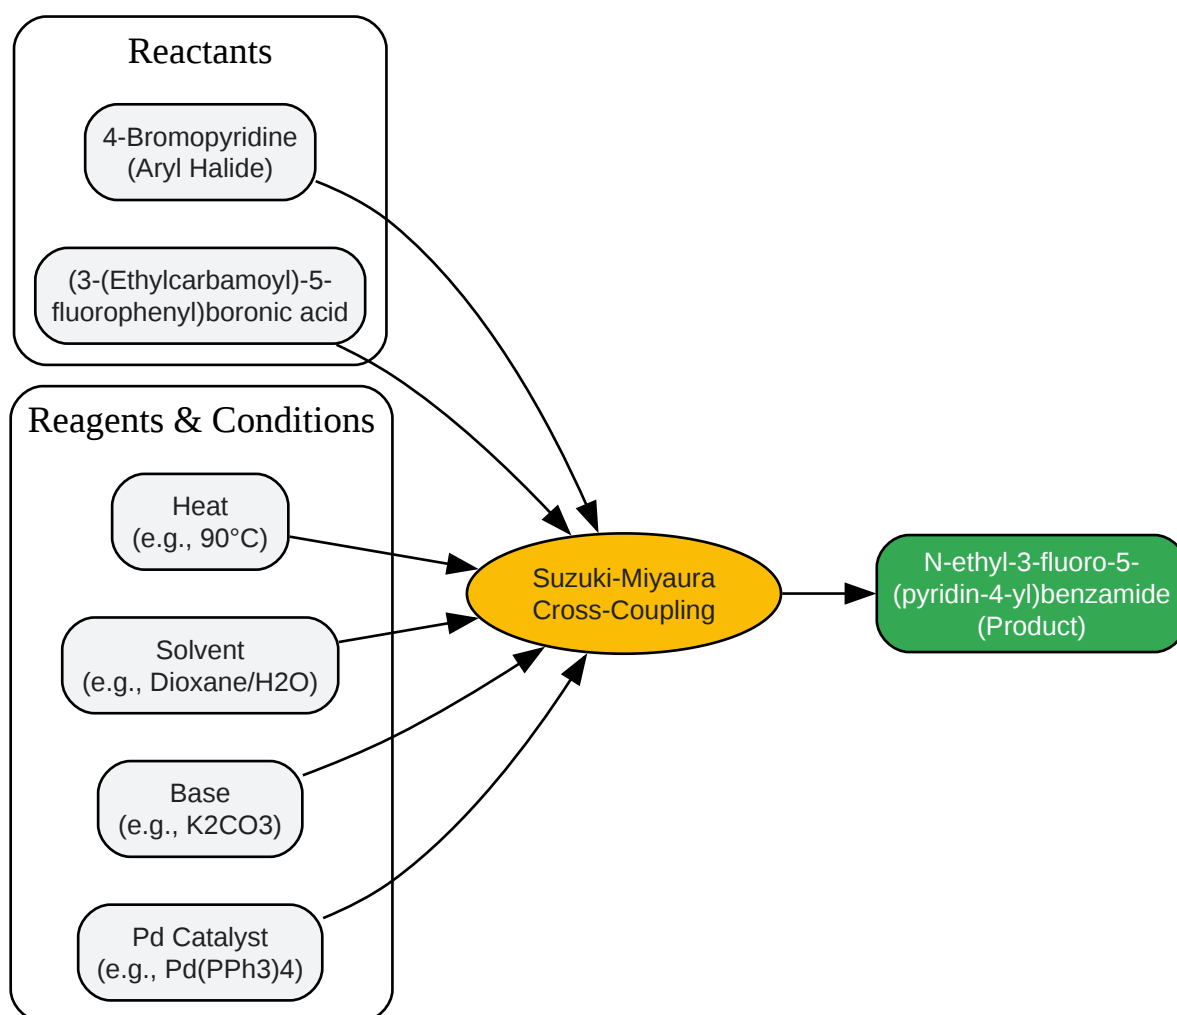 Reactants
4-Bromopyridine
(Aryl Halide)
(3-(Ethylcarbamoyl)-5-
fluorophenyl)boronic acid
Reagents & Conditions
Heat
(e.g., 90°C)
Solvent
(e.g., Dioxane/H2O)
Base
(e.g., K2CO3)
Pd Catalyst
(e.g., Pd(PPh3)4)
Suzuki-Miyaura
Cross-Coupling
N-ethyl-3-fluoro-5-
(pyridin-4-yl)benzamide
(Product)